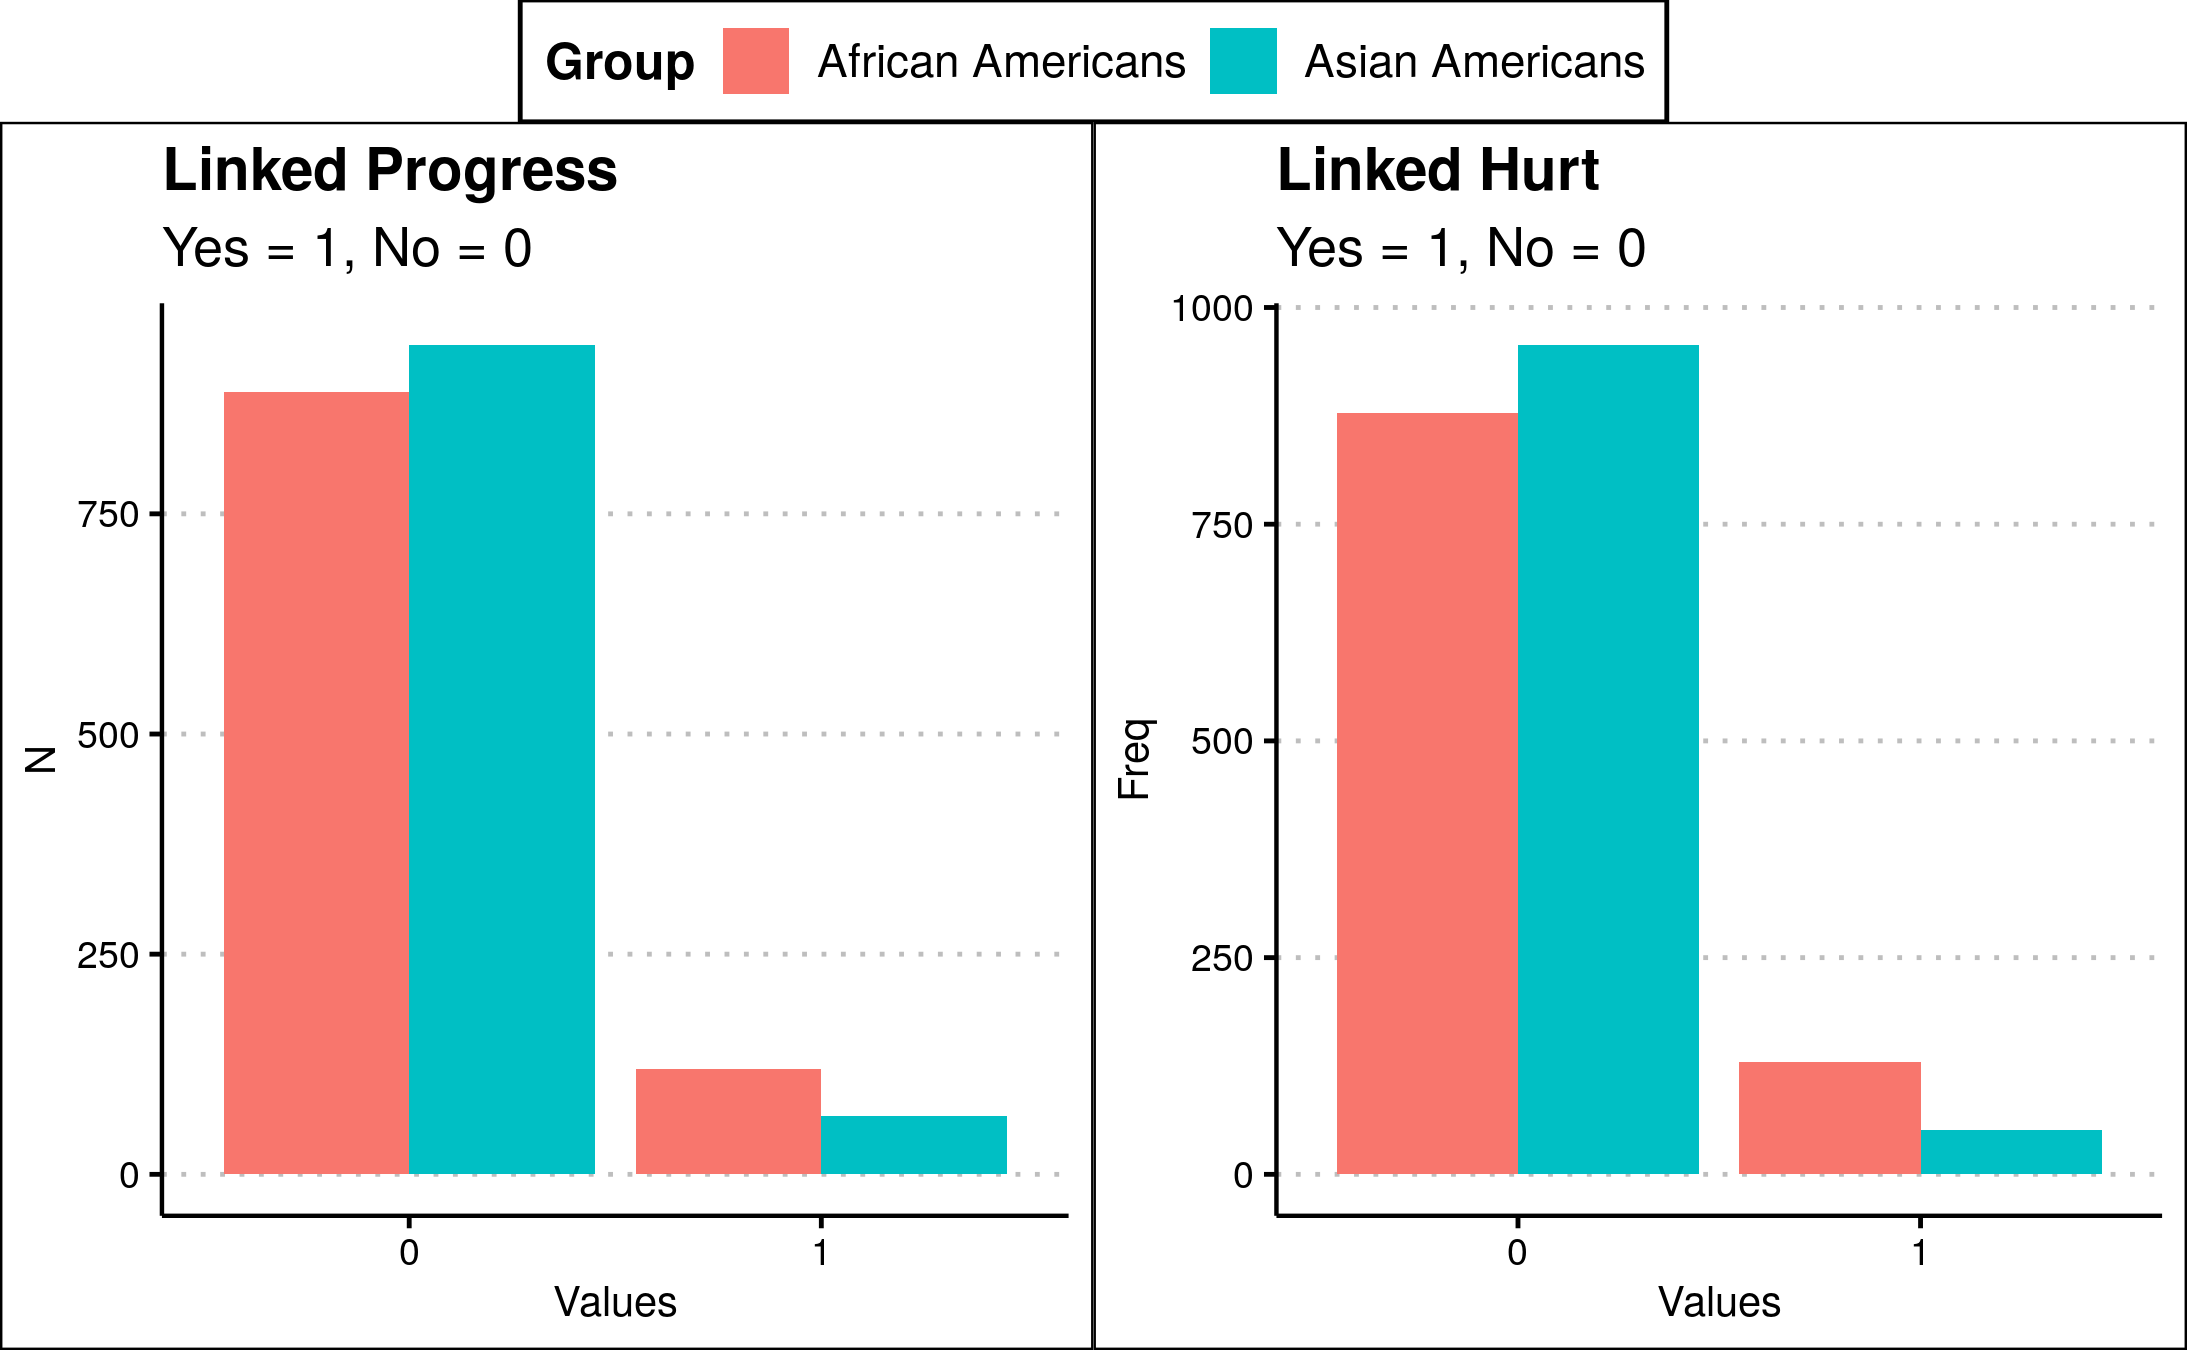 Group African Americans Asian Americans
Linked Progress
Yes = 1, No = 0
N
750
500
250
0
0 1
Values
Linked Hurt
Yes = 1, No = 0
Freq
1000
750
500
250
0
0 1
Values